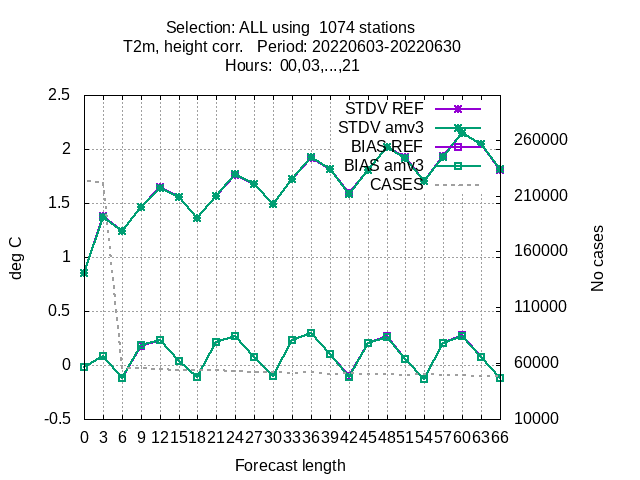 Selection: ALL using  1074 stations
T2m, height corr.   Period: 20220603-20220630
Hours:  00,03,...,21
STDV REF
STDV amv3
BIAS REF
BIAS amv3
CASES
2.5
2
1.5
1
0.5
0
-0.5
deg C
260000
210000
160000
110000
60000
10000
No cases
0 3 6 9 12 15 18 21 24 27 30 33 36 39 42 45 48 51 54 57 60 63 66
Forecast length